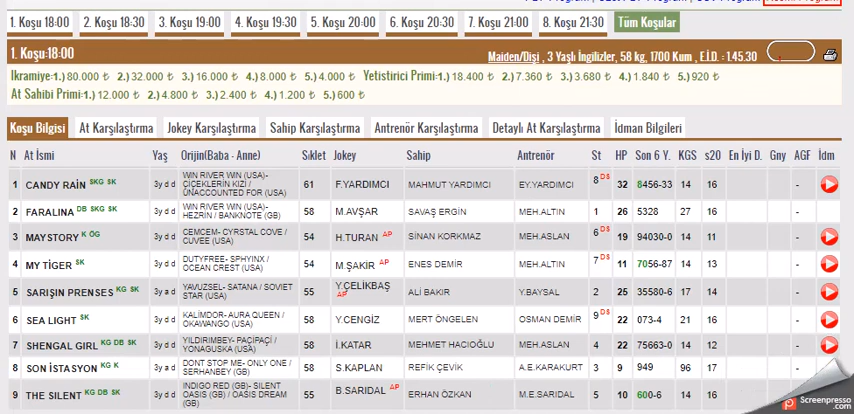 1. Koşu 18:00 2. Koşu 18:30 3. Koşu 19:00 4. Koşu 19:30 5. Koşu 20:00 6. Koşu 20:30 7. Koşu 21:00 8. Koşu 21:30 Tüm Koşular
1. Koşu:18:00
Maiden/Dişi , 3 Yaşlı İngilizler, 58 kg, 1700 Kum , E.İ.D. : 1.45.30
Ikramiye:1.) 80.000 ₺ 2.) 32.000 ₺ 3.) 16.000 ₺ 4.) 8.000 ₺ 5.) 4.000 ₺ Yetistirici Primi:1.) 18.400 ₺ 2.) 7.360 ₺ 3.) 3.680 ₺ 4.) 1.840 ₺ 5.) 920 ₺
At Sahibi Primi:1.) 12.000 ₺ 2.) 4.800 ₺ 3.) 2.400 ₺ 4.) 1.200 ₺ 5.) 600 ₺
Koşu Bilgisi At Karşılaştırma Jokey Karşılaştırma Sahip Karşılaştırma Antrenör Karşılaştırma Detaylı At Karşılaştırma İdman Bilgileri
N At İsmi Yaş Orijin(Baba - Anne) Sıklet Jokey Sahip Antrenör St HP Son 6 Y. KGS s20 En İyi D. Gny AGF İdm
1 CANDY RAİN SKG SK 3y d d WIN RIVER WIN (USA)- ÇİÇEKLERİN KIZI / UNACCOUNTED FOR (USA) 61 F.YARDIMCI MAHMUT YARDIMCI EY.YARDIMCI 8 DS 32 8456-33 14 16 -
2 FARALINA DB SKG SK 3y d d WIN RIVER WIN (USA)- HEZRİN / BANKNOTE (GB) 58 M.AVŞAR SAVAŞ ERGİN MEH.ALTIN 1 26 5328 27 16 -
3 MAYSTORY K ÖG 3y d d CEMCEM- CYRSTAL COVE / CUVEE (USA) 54 H.TURAN AP SİNAN KORKMAZ MEH.ASLAN 6 DS 19 94030-0 14 11 -
4 MY TİGER SK 3y d d DUTYFREE- SPHYINX / OCEAN CREST (USA) 54 M.ŞAKİR AP ENES DEMİR MEH.ALTIN 7 DS 11 7056-87 14 13 -
5 SARIŞIN PRENSES KG SK 3y a d YAVUZSEL- SATANA / SOVIET STAR (USA) 55 Y.ÇELİKBAŞ AP ALİ BAKIR Y.BAYSAL 2 25 35580-6 17 14 -
6 SEA LIGHT SK 3y d d KALİMDOR- AURA QUEEN / OKAWANGO (USA) 58 Y.CENGİZ MERT ÖNGELEN OSMAN DEMİR 9 DS 22 073-4 21 16 -
7 SHENGAL GIRL KG DB SK 3y d d YILDIRIMBEY- PAÇİPAÇİ / YONAGUSKA (USA) 58 İ.KATAR MEHMET HACIOĞLU MEH.ASLAN 4 22 75663-0 14 12 -
8 SON İSTASYON KG K 3y a d DONT STOP ME- ONLY ONE / SERHANBEY (GB) 58 S.KAPLAN REFİK ÇEVİK A.E.KARAKURT 3 9 949 96 17 -
9 THE SILENT KG DB SK 3y d d INDIGO RED (GB)- SILENT OASIS (GB) / OASIS DREAM (GB) 55 B.SARIDAL AP ERHAN ÖZKAN M.E.SARIDAL 5 10 600-6 14 16 -
Screenpresso
.com